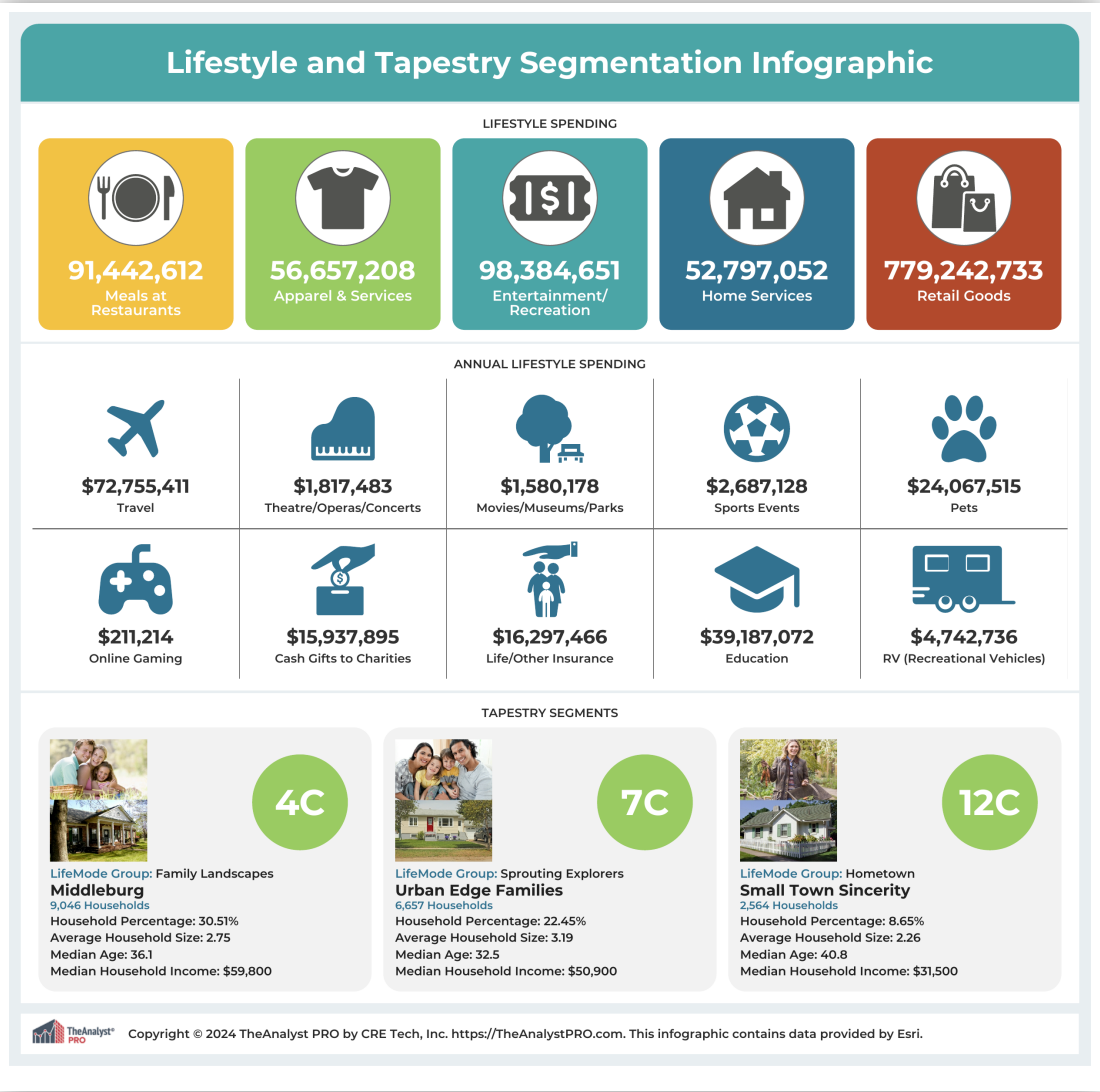 Lifestyle and Tapestry Segmentation Infographic
LIFESTYLE SPENDING
91,442,612
Meals at
Restaurants
56,657,208
Apparel & Services
$
98,384,651
Entertainment/
Recreation
52,797,052
Home Services
779,242,733
Retail Goods
ANNUAL LIFESTYLE SPENDING
$72,755,411
Travel
$1,817,483
Theatre/Operas/Concerts
$1,580,178
Movies/Museums/Parks
$2,687,128
Sports Events
$24,067,515
Pets
$211,214
Online Gaming
$
$15,937,895
Cash Gifts to Charities
$16,297,466
Life/Other Insurance
$39,187,072
Education
$4,742,736
RV (Recreational Vehicles)
TAPESTRY SEGMENTS
4C
LifeMode Group: Family Landscapes
Middleburg
9,046 Households
Household Percentage: 30.51%
Average Household Size: 2.75
Median Age: 36.1
Median Household Income: $59,800
7C
LifeMode Group: Sprouting Explorers
Urban Edge Families
6,657 Households
Household Percentage: 22.45%
Average Household Size: 3.19
Median Age: 32.5
Median Household Income: $50,900
12C
LifeMode Group: Hometown
Small Town Sincerity
2,564 Households
Household Percentage: 8.65%
Average Household Size: 2.26
Median Age: 40.8
Median Household Income: $31,500
TheAnalyst®
PRO
Copyright © 2024 TheAnalyst PRO by CRE Tech, Inc. https://TheAnalystPRO.com. This infographic contains data provided by Esri.